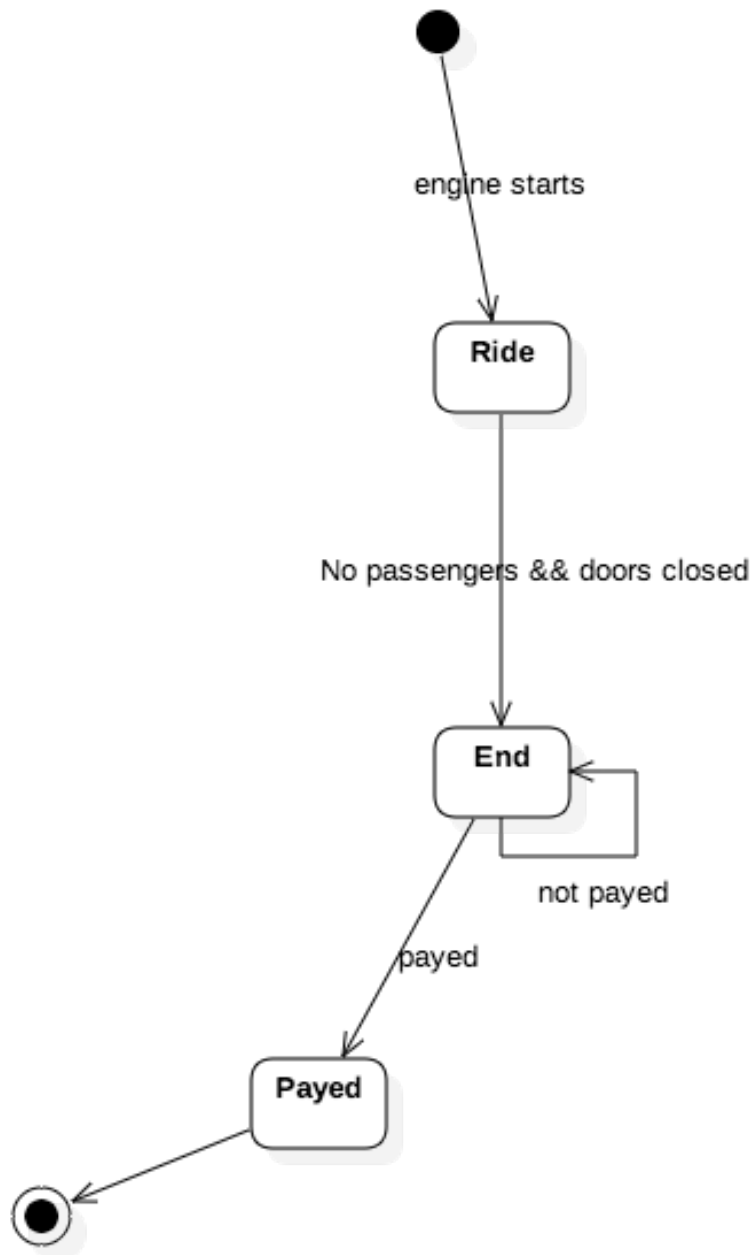 engine starts
Ride
No passengers && doors closed
End
not payed
payed
Payed